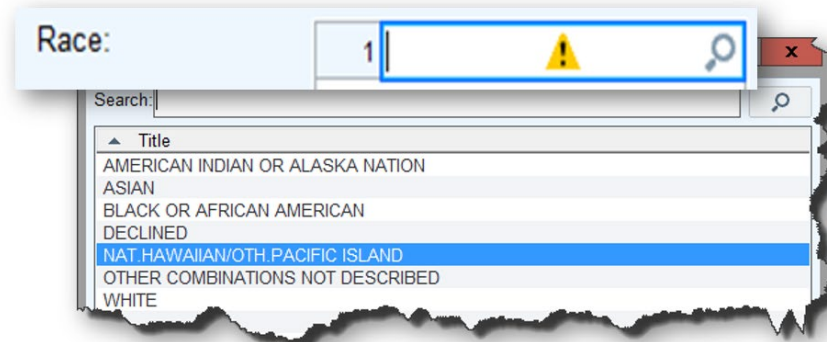 Race:
1
x
Search:
Title
AMERICAN INDIAN OR ALASKA NATION
ASIAN
BLACK OR AFRICAN AMERICAN
DECLINED
NAT.HAWAIIAN/OTH.PACIFIC ISLAND
OTHER COMBINATIONS NOT DESCRIBED
WHITE